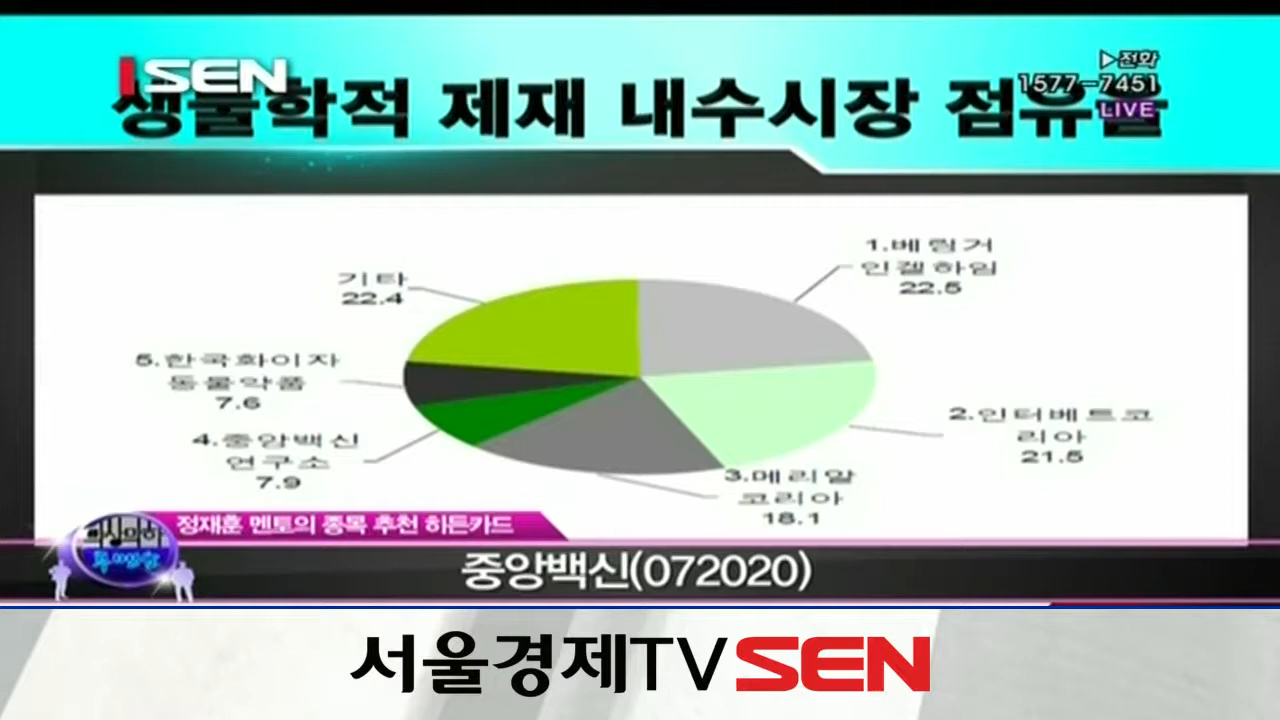 SEN
생물학적 제재 내수시장 점유율
▶전화
1577-7451
LIVE
1.베링거
인겔하임
22.5
기타
22.4
5.한국화이자
동물약품
7.6
2.인터베트코
리아
21.5
4.중앙백신
연구소
7.9
3.메리알
코리아
18.1
정재훈 멘토의 종목 추천 히든카드
중앙백신(072020)
서울경제TV SEN